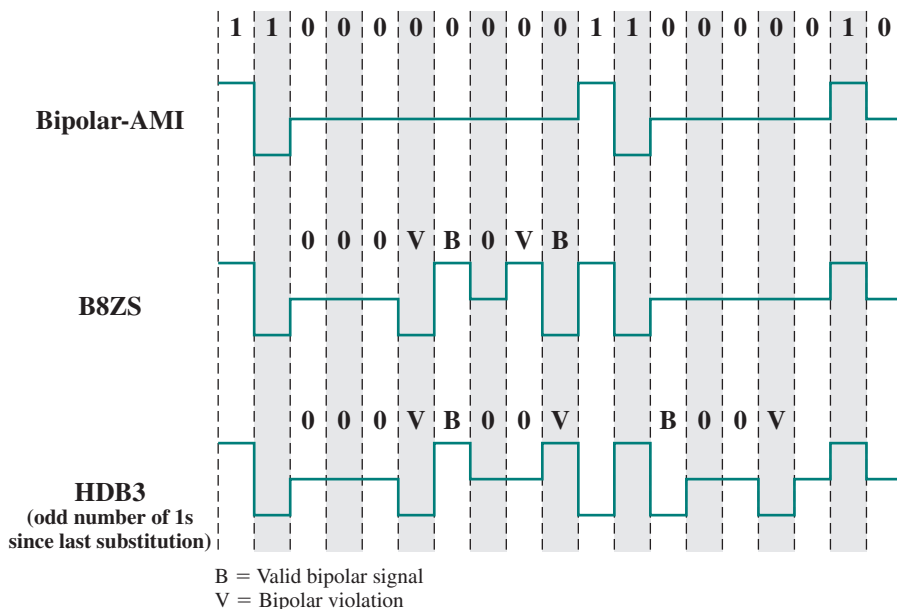 1 1 0 0 0 0 0 0 0 0 1 1 0 0 0 0 0 1 0
Bipolar-AMI
0 0 0 V B 0 V B
B8ZS
0 0 0 V B 0 0 V B 0 0 V
HDB3
(odd number of 1s
since last substitution)
B = Valid bipolar signal
V = Bipolar violation